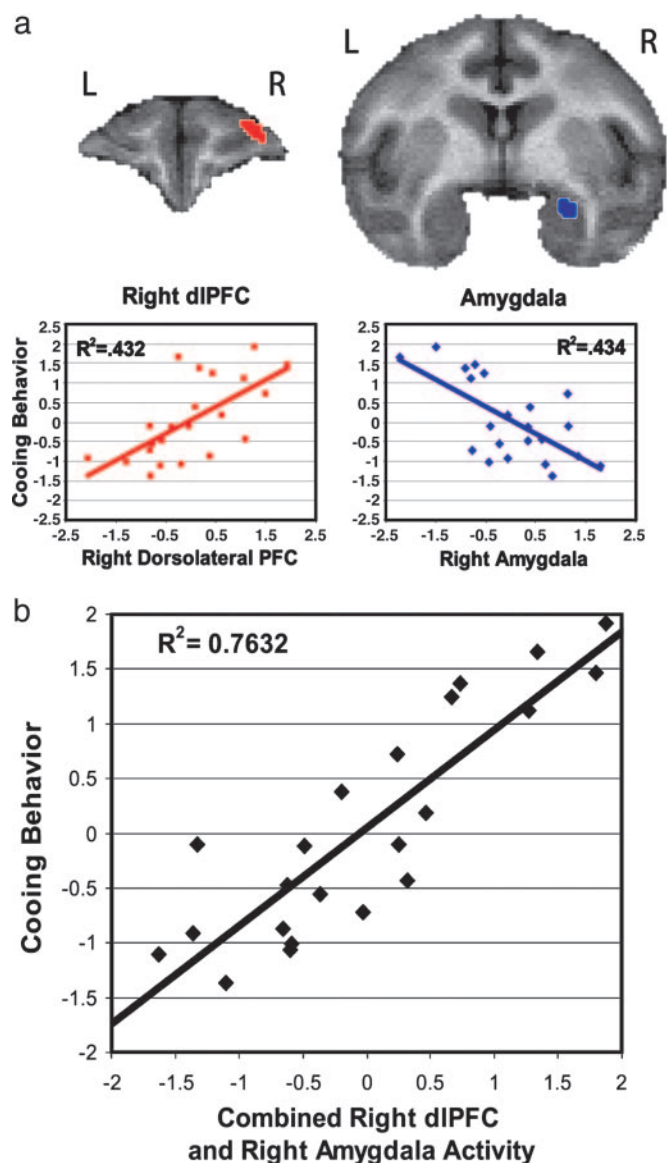 a
L R L R
Right dlPFC Amygdala
R²=.432
R²=.434
Cooing Behavior
2.5
2
1.5
1
0.5
0
-0.5
-1
-1.5
-2
2.5
-2.5 -1.5 -0.5 0.5 1.5 2.5
Right Dorsolateral PFC
2.5
2
1.5
1
0.5
0
-0.5
-1
-1.5
-2
-2.5
-2.5 -1.5 -0.5 0.5 1.5 2.5
Right Amygdala
b
R²= 0.7632
Cooing Behavior
2
1.5
1
0.5
0
-0.5
-1
-1.5
-2
-2 -1 -0.5 0 0.5 1 1.5 2
Combined Right dlPFC
and Right Amygdala Activity